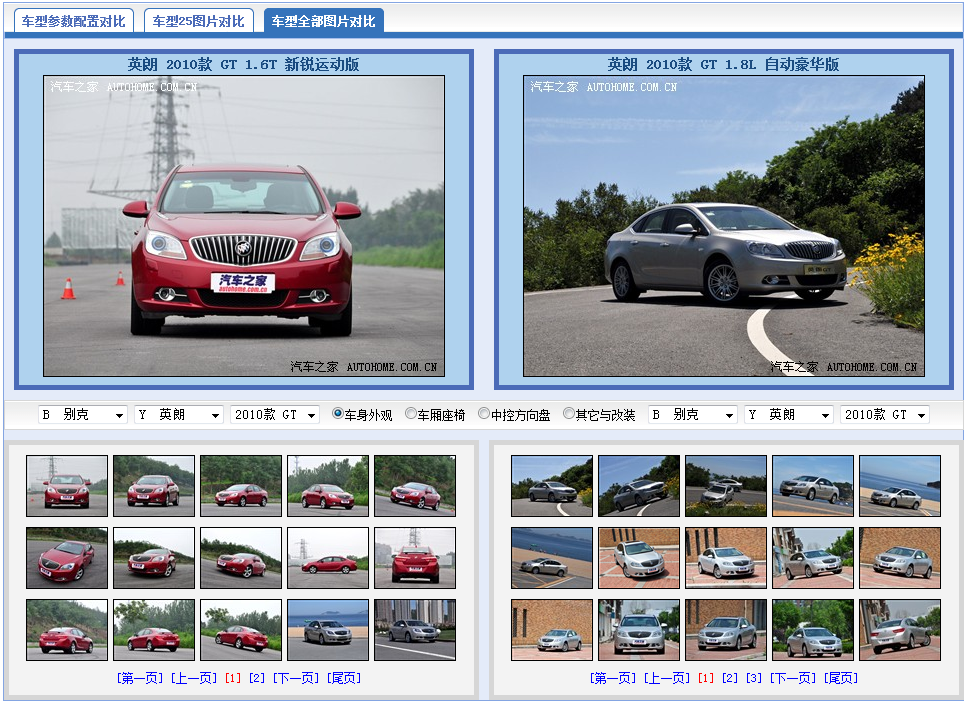 车型参数配置对比 车型25图片对比 车型全部图片对比
英朗 2010款 GT 1.6T 新锐运动版
汽车之家 AUTOHOME.COM.CN
汽车之家
autohome.com.cn
汽车之家 AUTOHOME.COM.CN
英朗 2010款 GT 1.8L 自动豪华版
汽车之家 AUTOHOME.COM.CN
英朗GT
汽车之家 AUTOHOME.COM.CN
B 别克 Y 英朗 2010款 GT 车身外观 车厢座椅 中控方向盘 其它与改装 B 别克 Y 英朗 2010款 GT
[第一页] [上一页] [1] [2] [下一页] [尾页]
[第一页] [上一页] [1] [2] [3] [下一页] [尾页]